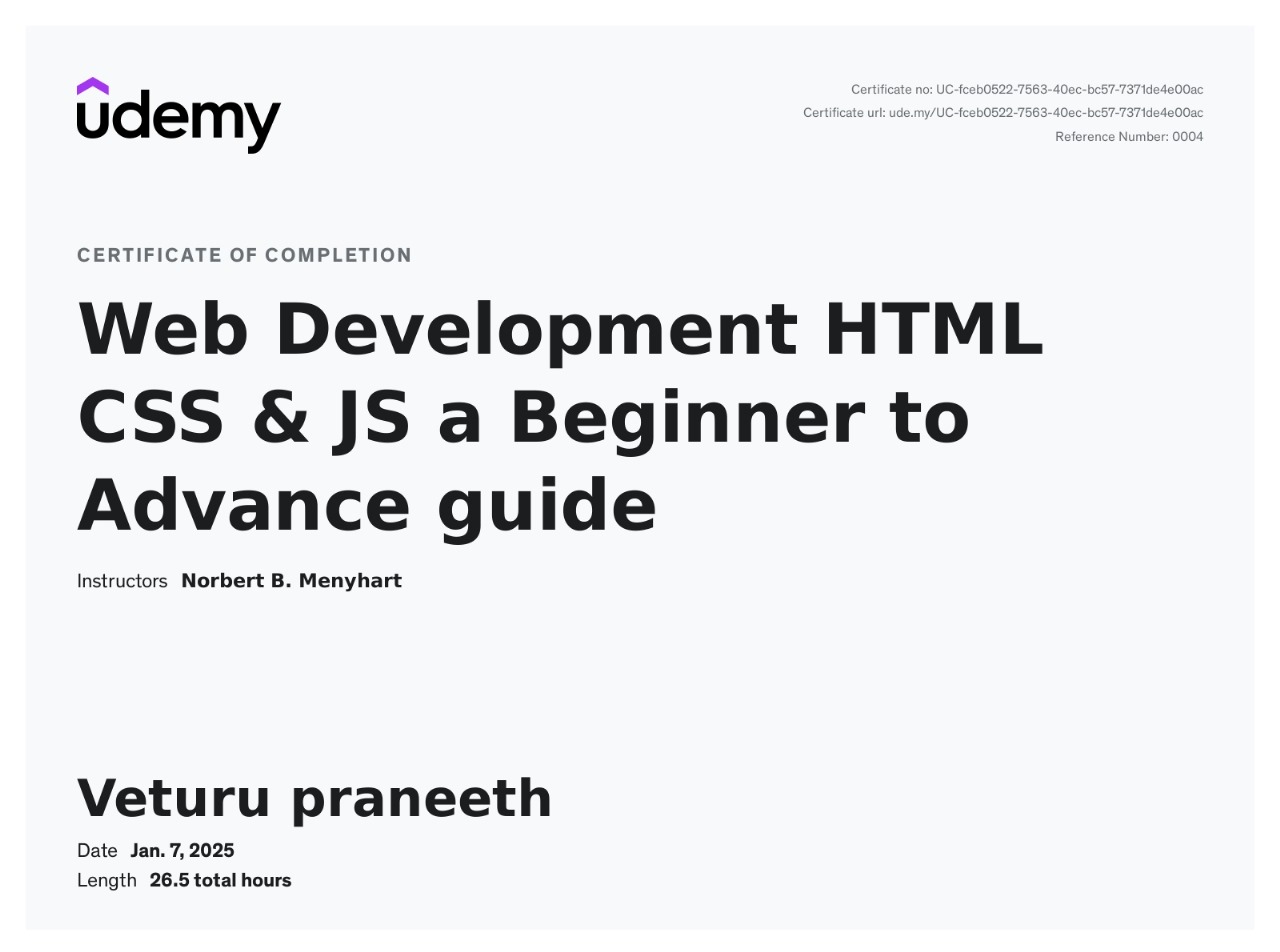 udemy
Certificate no: UC-fceb0522-7563-40ec-bc57-7371de4e00ac
Certificate url: ude.my/UC-fceb0522-7563-40ec-bc57-7371de4e00ac
Reference Number: 0004
CERTIFICATE OF COMPLETION
Web Development HTML
CSS & JS a Beginner to
Advance guide
Instructors Norbert B. Menyhart
Veturu praneeth
Date Jan. 7, 2025
Length 26.5 total hours